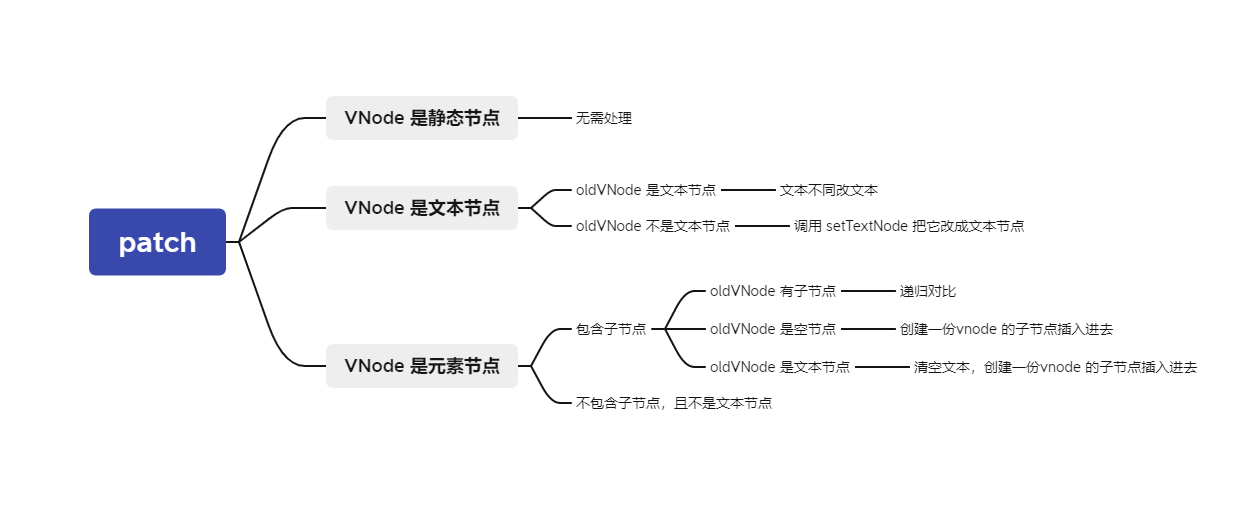 patch
VNode 是静态节点
无需处理
VNode 是文本节点
oldVNode 是文本节点
文本不同改文本
oldVNode 不是文本节点
调用 setTextNode 把它改成文本节点
VNode 是元素节点
包含子节点
oldVNode 有子节点
递归对比
oldVNode 是空节点
创建一份vnode 的子节点插入进去
oldVNode 是文本节点
清空文本，创建一份vnode 的子节点插入进去
不包含子节点，且不是文本节点